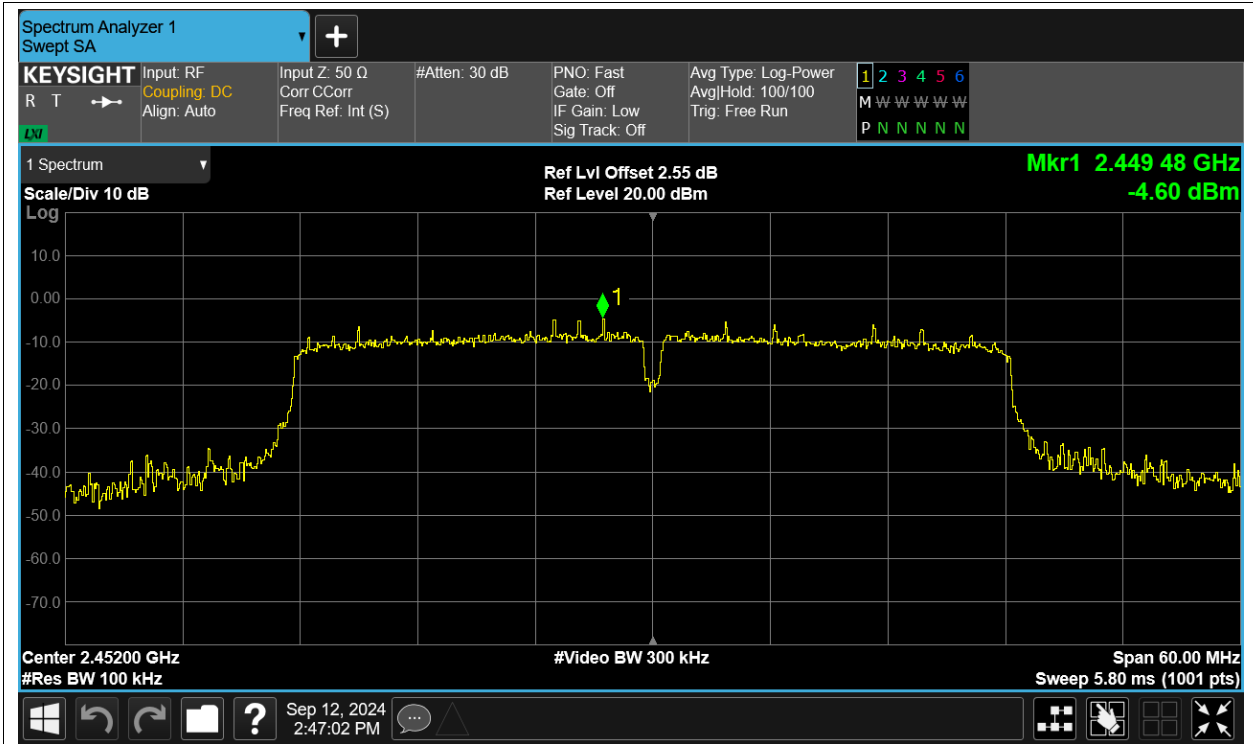 Spectrum Analyzer 1
Swept SA
KEYSIGHT
R T
LXI
Input: RF
Coupling: DC
Align: Auto
Input Z: 50 Ω
Corr CCorr
Freq Ref: Int (S)
#Atten: 30 dB
PNO: Fast
Gate: Off
IF Gain: Low
Sig Track: Off
Avg Type: Log-Power
Avg|Hold: 100/100
Trig: Free Run
1 2 3 4 5 6
M W W W W W
P N N N N N
1 Spectrum
Scale/Div 10 dB
Log
Ref Lvl Offset 2.55 dB
Ref Level 20.00 dBm
Mkr1 2.449 48 GHz
-4.60 dBm
1
10.0
0.00
-10.0
-20.0
-30.0
-40.0
-50.0
-60.0
-70.0
Center 2.45200 GHz
#Res BW 100 kHz
#Video BW 300 kHz
Span 60.00 MHz
Sweep 5.80 ms (1001 pts)
?
Sep 12, 2024
2:47:02 PM